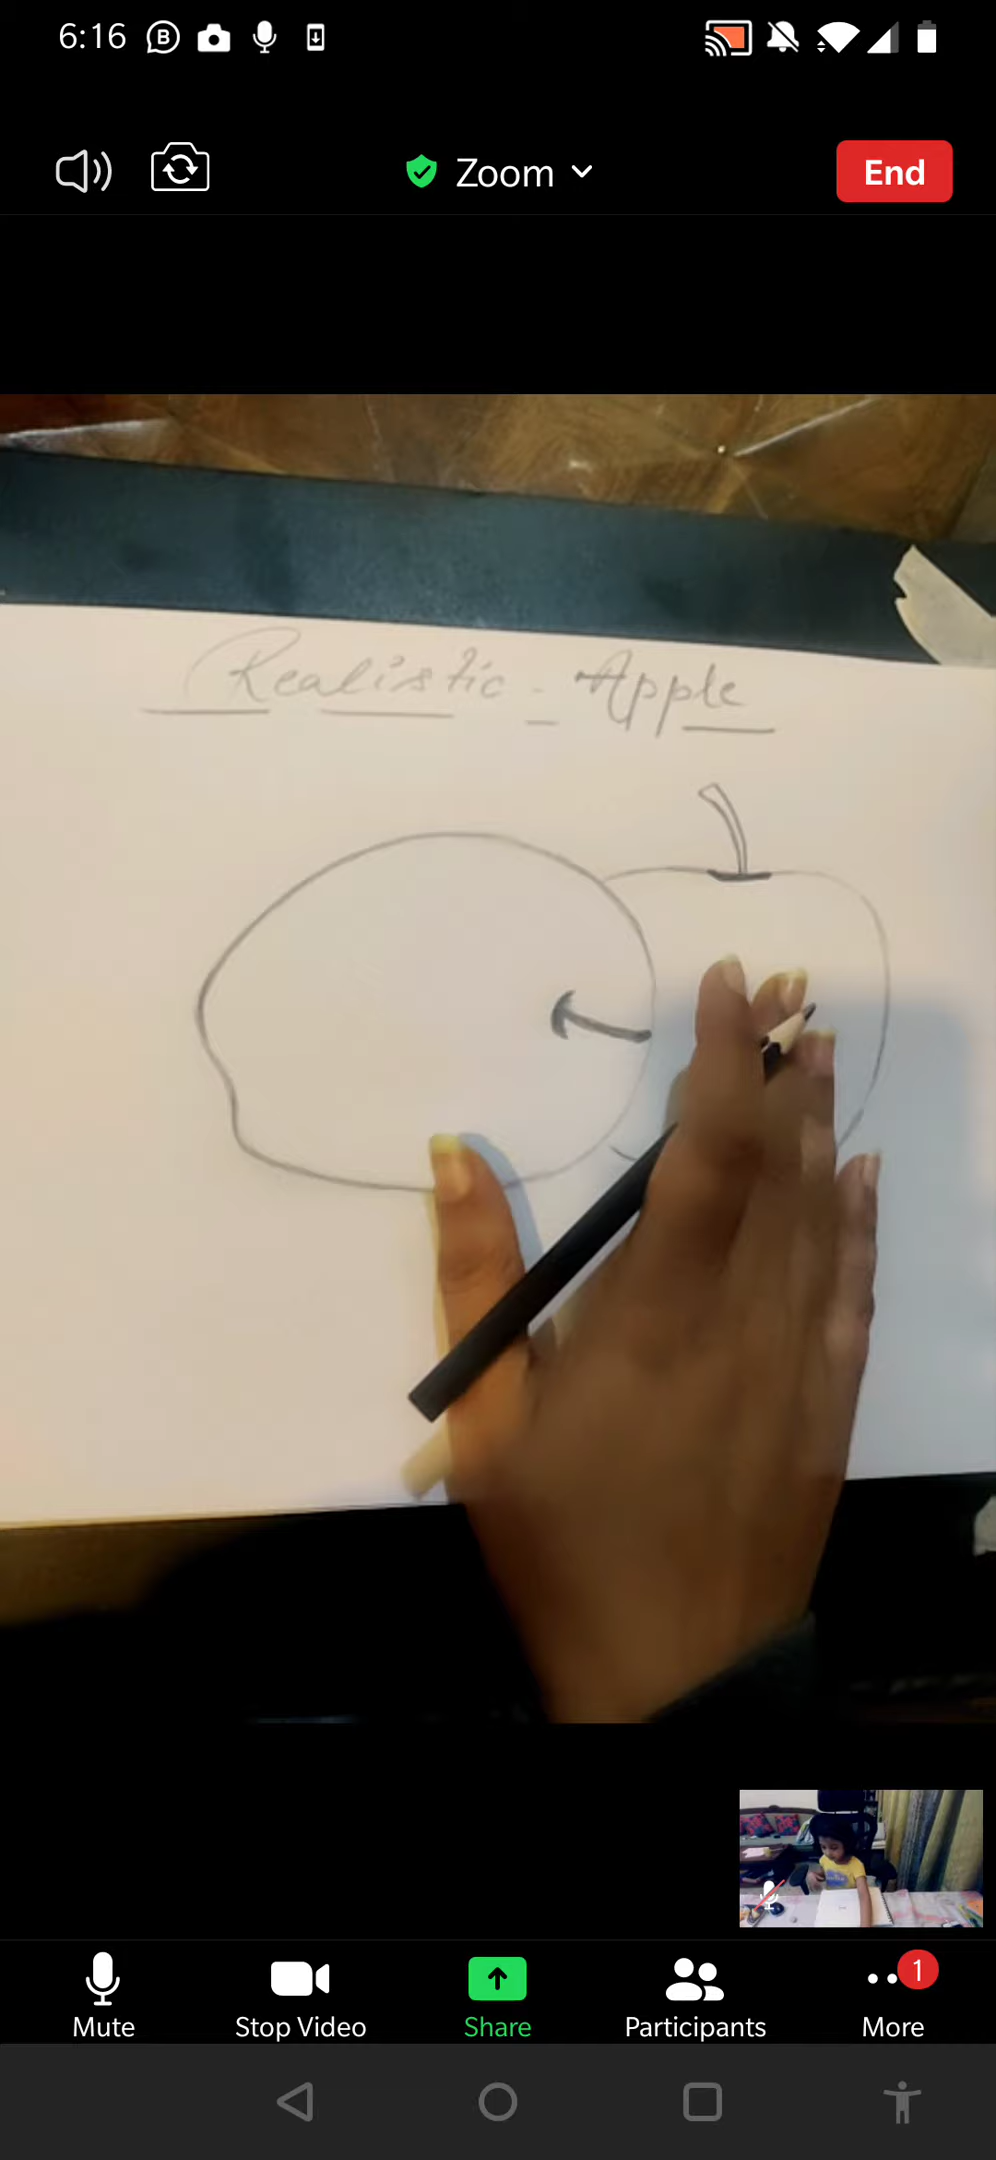 6:16
Zoom
End
Realistic - Apple
1
Mute
Stop Video
Share
Participants
More